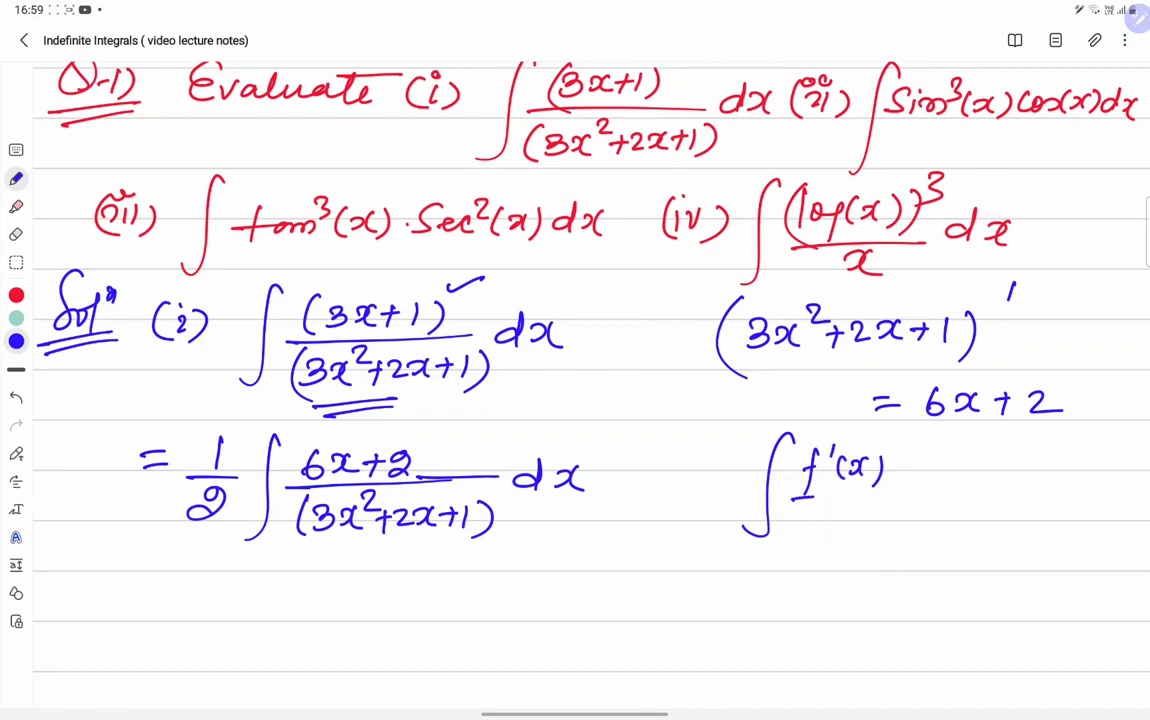 16:59
Indefinite Integrals ( video lecture notes)
Q-1) Evaluate (i) ∫ (3x+1)/(3x²+2x+1) dx (ii) ∫ Sin³(x) cos(x) dx
(iii) ∫ tan³(x) · Sec²(x) dx (iv) ∫ (log(x))³/x dx
Solⁿ (i) ∫ (3x+1)/(3x²+2x+1) dx (3x²+2x+1)'
= 6x+2
= 1/2 ∫ 6x+2/(3x²+2x+1) dx ∫ f'(x)